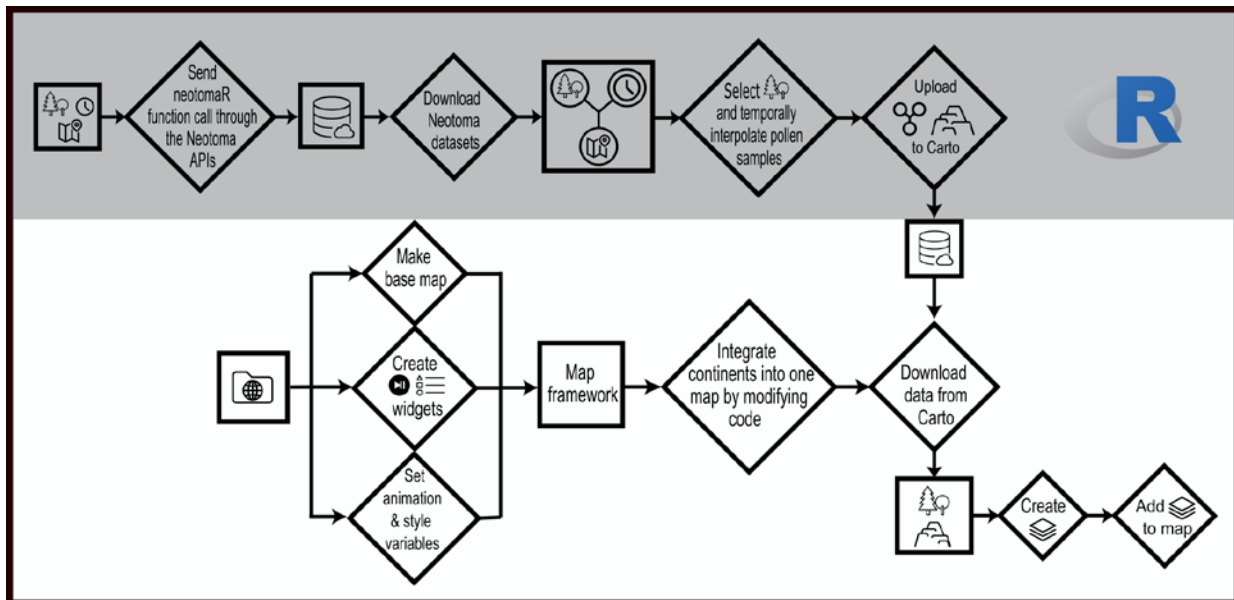 Send
neotomaR
function call through
the Neotoma
APIs
Download
Neotoma
datasets
Select
and temporally
interpolate pollen
samples
Upload
to Carto
R
Make
base map
Create
widgets
Set
animation
& style
variables
Map
framework
Integrate
continents into one
map by modifying
code
Download
data from
Carto
Create
Add
to map